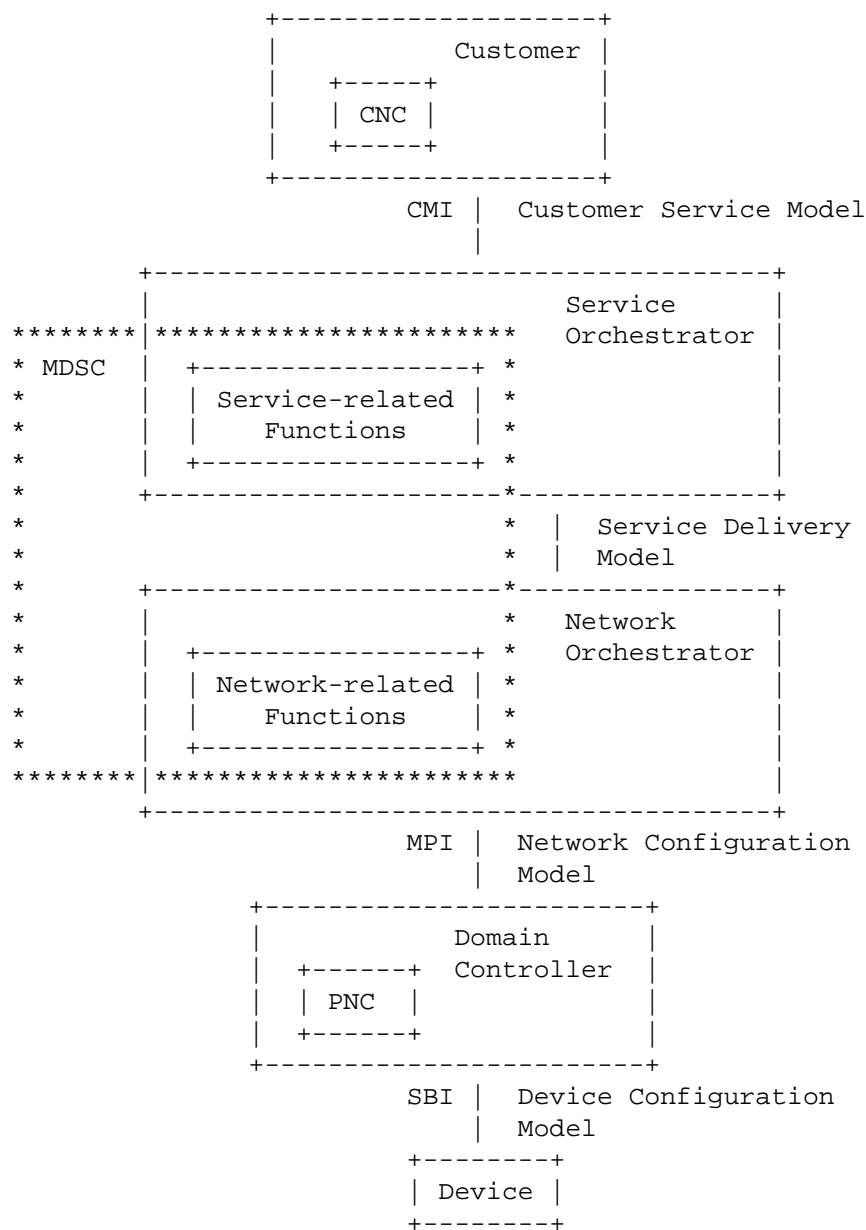 Customer
CNC
CMI | Customer Service Model
Service
Orchestrator
MDSC
Service-related
Functions
Service Delivery
Model
Network
Orchestrator
Network-related
Functions
MPI | Network Configuration
Model
Domain
Controller
PNC
SBI | Device Configuration
Model
Device